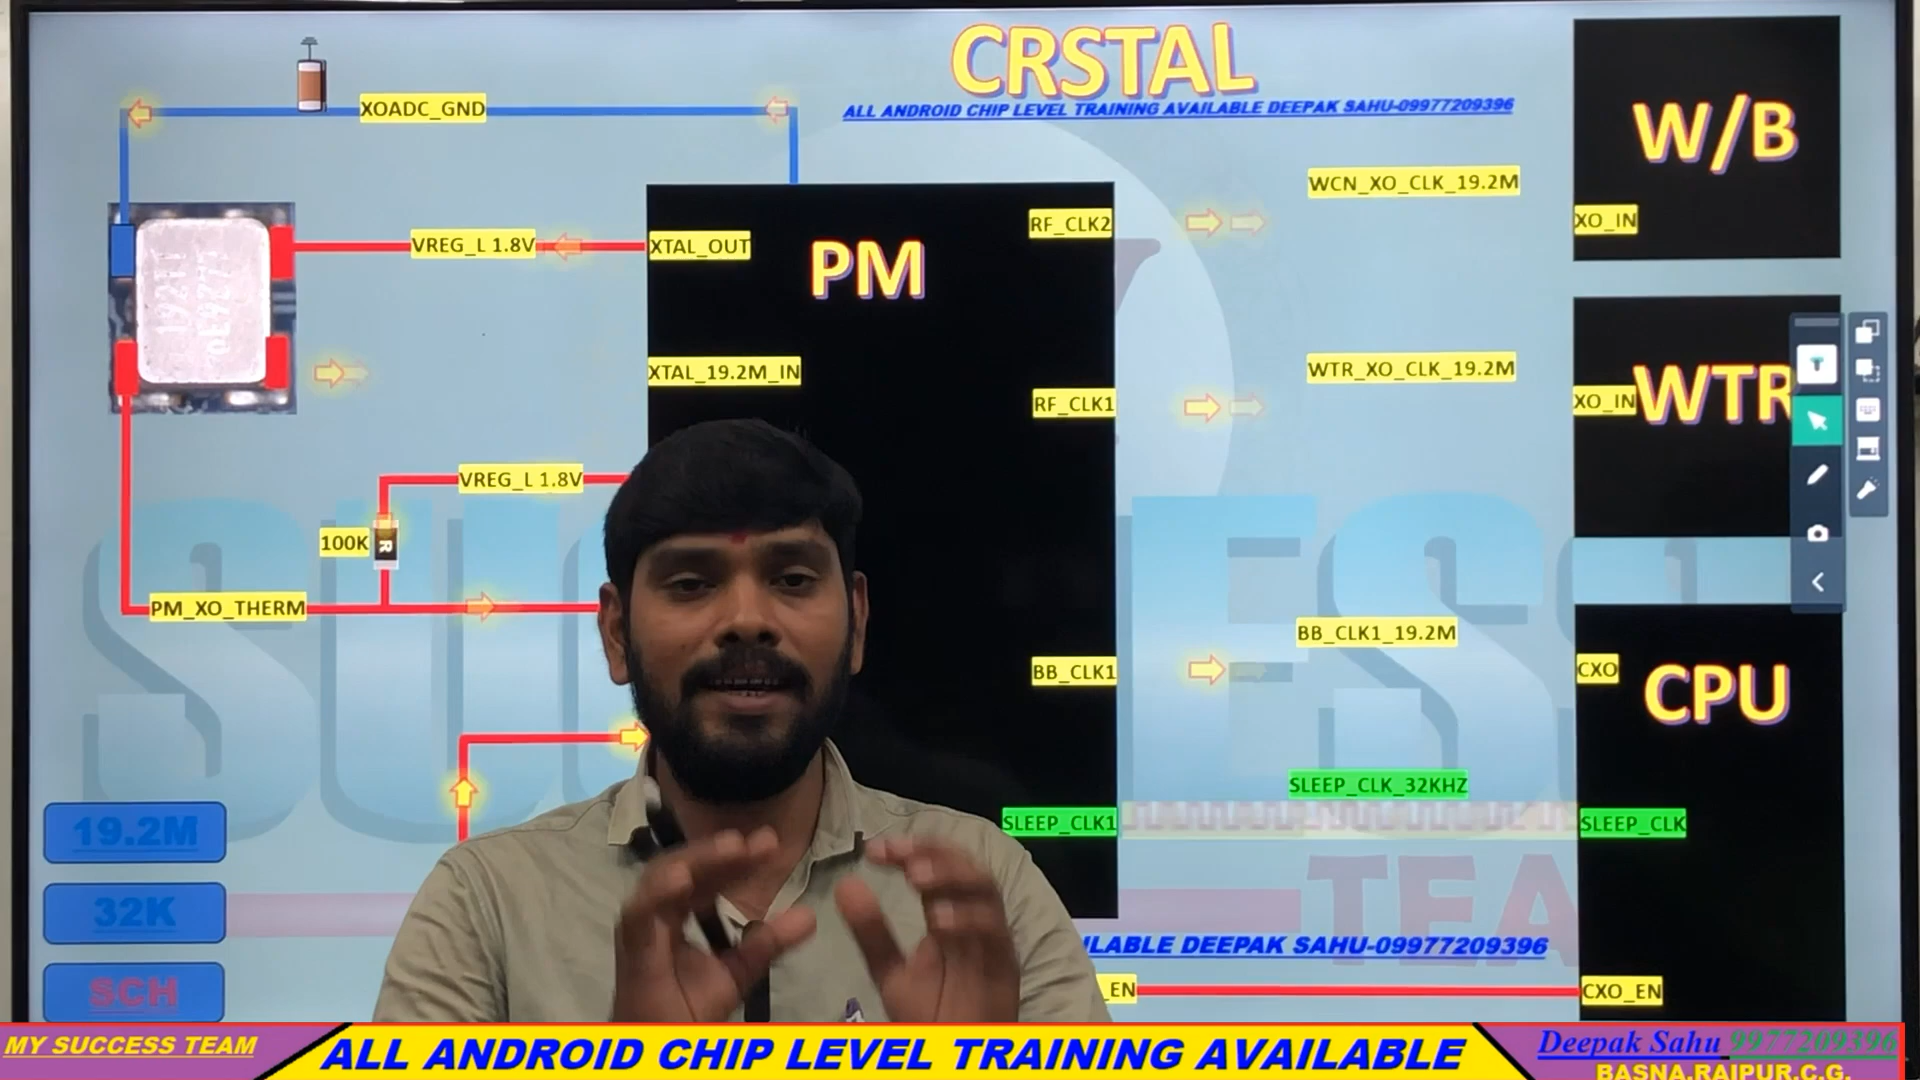 CRSTAL
ALL ANDROID CHIP LEVEL TRAINING AVAILABLE DEEPAK SAHU-09977209396
W/B
XO_IN
WCN_XO_CLK_19.2M
XOADC_GND
RF_CLK2
VREG_L 1.8V
XTAL_OUT
PM
XTAL_19.2M_IN
RF_CLK1
WTR_XO_CLK_19.2M
XO_IN
WTR
VREG_L 1.8V
100K
R
PM_XO_THERM
BB_CLK1
BB_CLK1_19.2M
CXO
CPU
SLEEP_CLK1
SLEEP_CLK_32KHZ
SLEEP_CLK
19.2M
32K
SCH
TEA
ILABLE DEEPAK SAHU-09977209396
_EN
CXO_EN
MY SUCCESS TEAM
ALL ANDROID CHIP LEVEL TRAINING AVAILABLE
Deepak Sahu 9977209396
BASNA,RAIPUR,C.G.